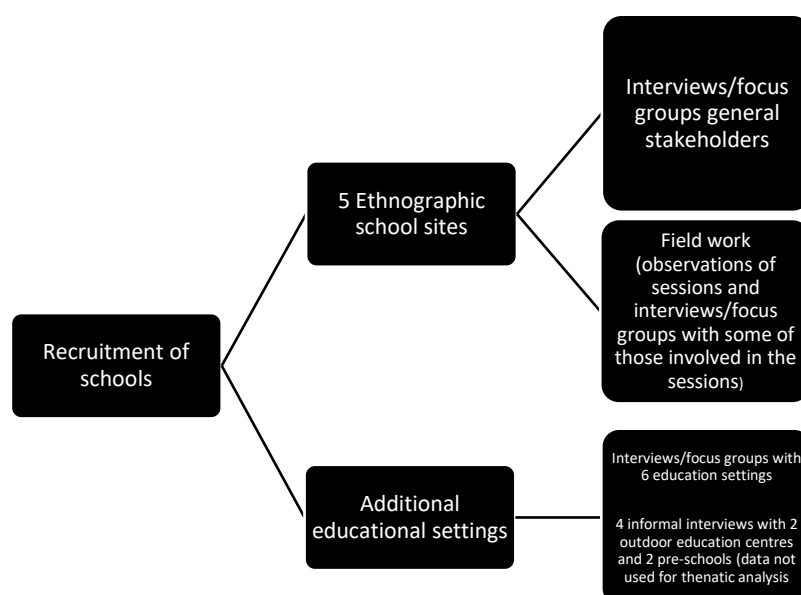 Recruitment of
schools
5 Ethnographic
school sites
Interviews/focus
groups general
stakeholders
Field work
(observations of
sessions and
interviews/focus
groups with some of
those involved in the
sessions)
Additional
educational settings
Interviews/focus groups with
6 education settings
4 informal interviews with 2
outdoor education centres
and 2 pre-schools (data not
used for thenatic analysis